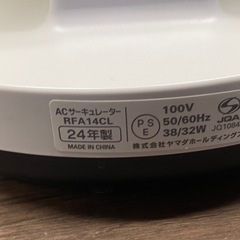 ACサーキュレーター
RFA14CL
24年製
MADE IN CHINA
PS
E
100V
50/60Hz
38/32W
株式会社ヤマダホールディングス
JQA